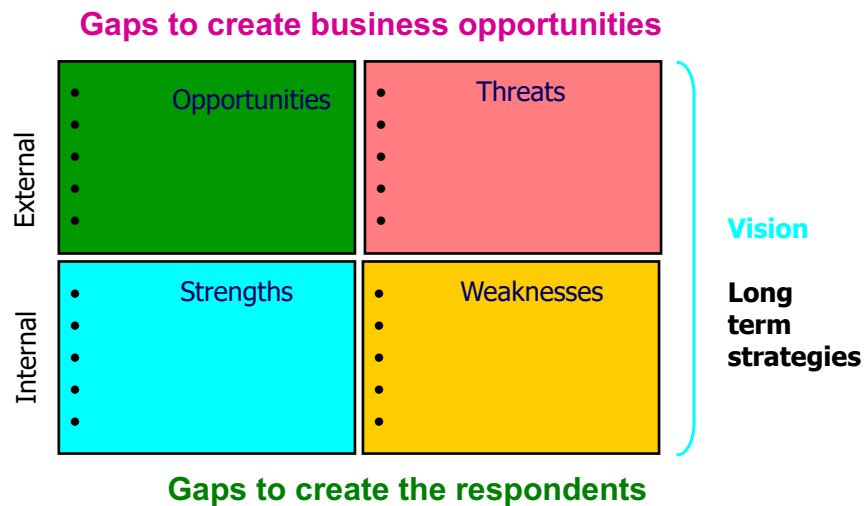 Gaps to create business opportunities
External
• Opportunities
•
•
•
•
• Threats
•
•
•
•
Internal
• Strengths
•
•
•
•
• Weaknesses
•
•
•
•
Vision
Long
term
strategies
Gaps to create the respondents